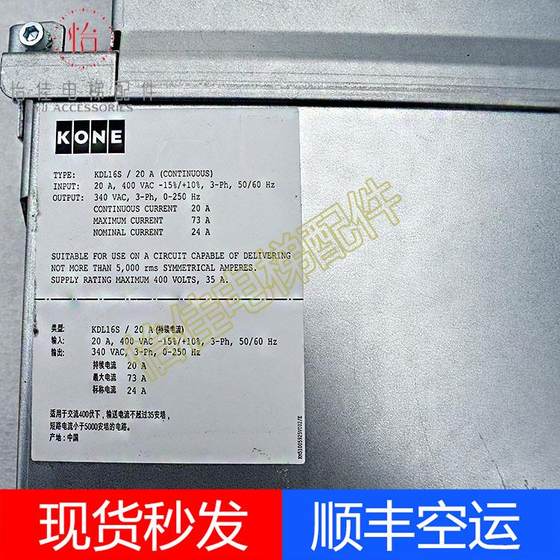 怡
怡佳电梯配件
YIJIA ACCESSORIES
KONE
TYPE: KDL16S / 20 A (CONTINUOUS)
INPUT: 20 A, 400 VAC -15%/+10%, 3-Ph, 50/60 Hz
OUTPUT: 340 VAC, 3-Ph, 0-250 Hz
CONTINUOUS CURRENT 20 A
MAXIMUM CURRENT 73 A
NOMINAL CURRENT 24 A
SUITABLE FOR USE ON A CIRCUIT CAPABLE OF DELIVERING
NOT MORE THAN 5,000 rms SYMMETRICAL AMPERES.
SUPPLY RATING MAXIMUM 400 VOLTS, 35 A.
类型: KDL16S / 20 A (持续电流)
输入: 20 A, 400 VAC -15%/+10%, 3-Ph, 50/60 Hz
输出: 340 VAC, 3-Ph, 0-250 Hz
持续电流 20 A
最大电流 73 A
标称电流 24 A
适用于交流400伏下，输送电流不超过35安培，
短路电流小于5000安培的电路。
产地: 中国
怡佳电梯配件
现货秒发
顺丰空运